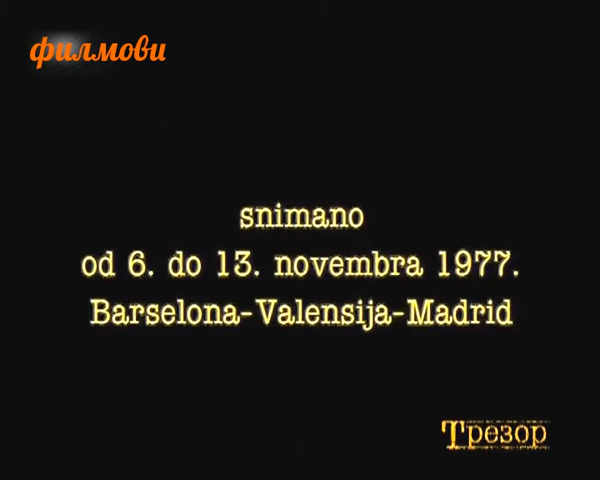 филмови
snimano
od 6. do 13. novembra 1977.
Barselona-Valensija-Madrid
Трезор